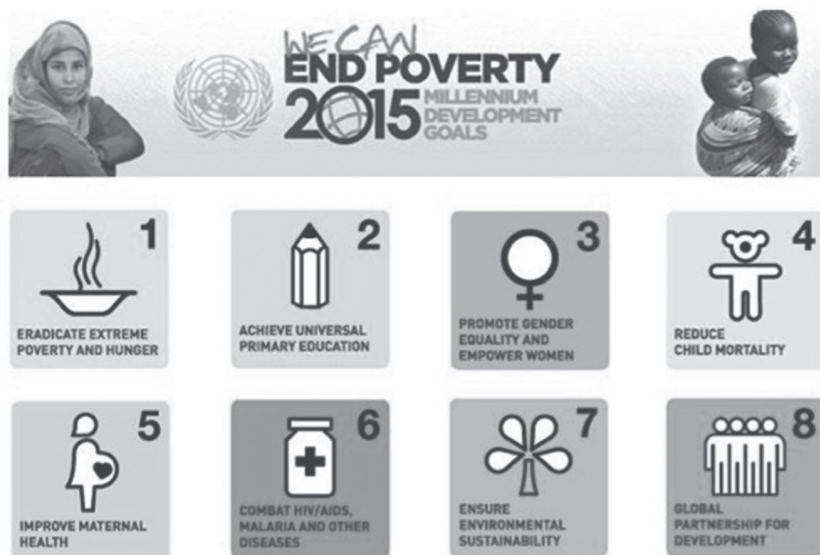 WE CAN
END POVERTY
2015 MILLENNIUM
DEVELOPMENT
GOALS
1
ERADICATE EXTREME
POVERTY AND HUNGER
2
ACHIEVE UNIVERSAL
PRIMARY EDUCATION
3
PROMOTE GENDER
EQUALITY AND
EMPOWER WOMEN
4
REDUCE
CHILD MORTALITY
5
IMPROVE MATERNAL
HEALTH
6
COMBAT HIV/AIDS,
MALARIA AND OTHER
DISEASES
7
ENSURE
ENVIRONMENTAL
SUSTAINABILITY
8
GLOBAL
PARTNERSHIP FOR
DEVELOPMENT